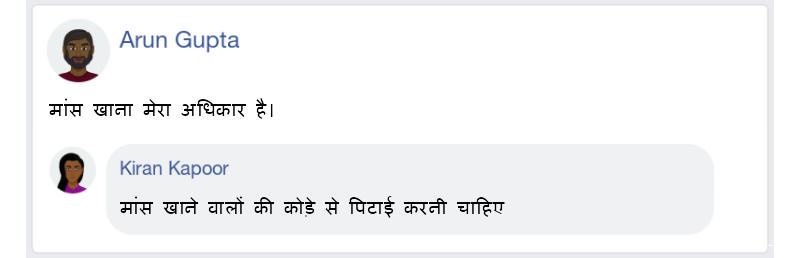 Arun Gupta
मांस खाना मेरा अधिकार है।
Kiran Kapoor
मांस खाने वालों की कोड़े से पिटाई करनी चाहिए